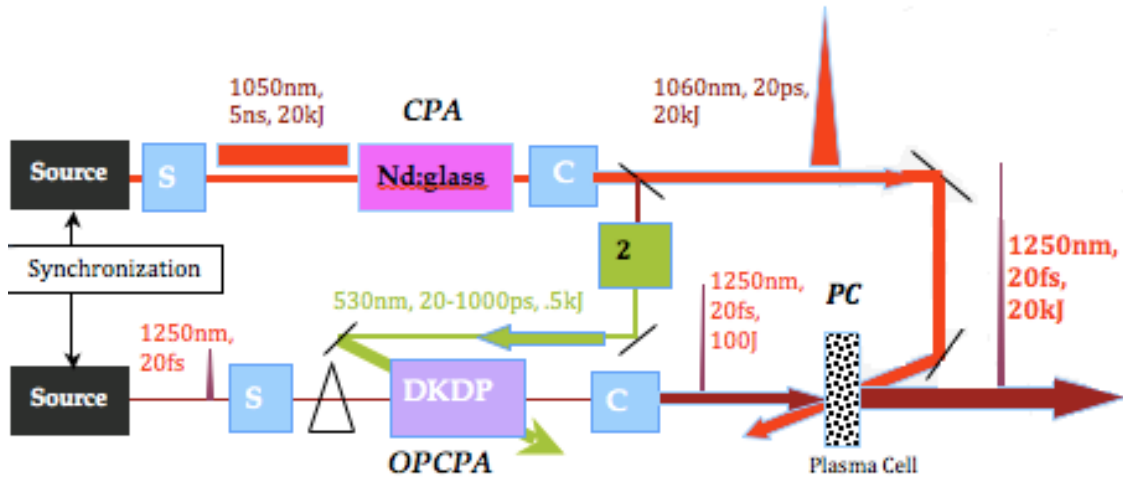 1050nm,
5ns, 20kJ
CPA
1060nm, 20ps,
20kJ
Source
S
Nd:glass
C
2
Synchronization
530nm, 20-1000ps, .5kJ
1250nm,
20fs,
100J
PC
1250nm,
20fs,
20kJ
1250nm,
20fs
Source
S
DKDP
C
OPCPA
Plasma Cell